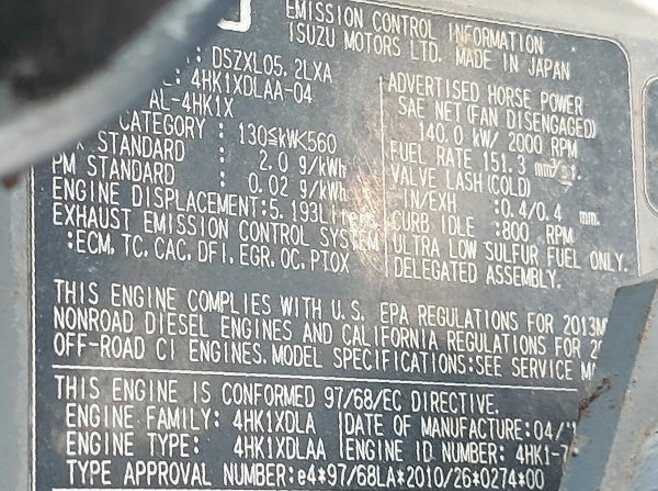 EMISSION CONTROL INFORMATION
ISUZU MOTORS LTD. MADE IN JAPAN
: DSZXL05.2LXA
: 4HK1XDLAA-04
AL-4HK1X
CATEGORY : 130≦kW<560
STANDARD : 2.0 g/kWh
PM STANDARD : 0.02 g/kWh
ENGINE DISPLACEMENT:5.193Liters
EXHAUST EMISSION CONTROL SYSTEM
:ECM, TC, CAC, DFI, EGR, OC, PTOX
ADVERTISED HORSE POWER
SAE NET(FAN DISENGAGED)
140.0 kW/ 2000 RPM
FUEL RATE 151.3 mm³/st.
VALVE LASH(COLD)
IN/EXH :0.4/0.4 mm.
CURB IDLE :800 RPM
ULTRA LOW SULFUR FUEL ONLY.
DELEGATED ASSEMBLY.
THIS ENGINE COMPLIES WITH U.S. EPA REGULATIONS FOR 2013M
NONROAD DIESEL ENGINES AND CALIFORNIA REGULATIONS FOR 2
OFF-ROAD CI ENGINES. MODEL SPECIFICATIONS:SEE SERVICE
THIS ENGINE IS CONFORMED 97/68/EC DIRECTIVE.
ENGINE FAMILY: 4HK1XDLA DATE OF MANUFACTURE:04/'1
ENGINE TYPE: 4HK1XDLAA ENGINE ID NUMBER: 4HK1-7
TYPE APPROVAL NUMBER:e4*97/68LA*2010/26*0274*00